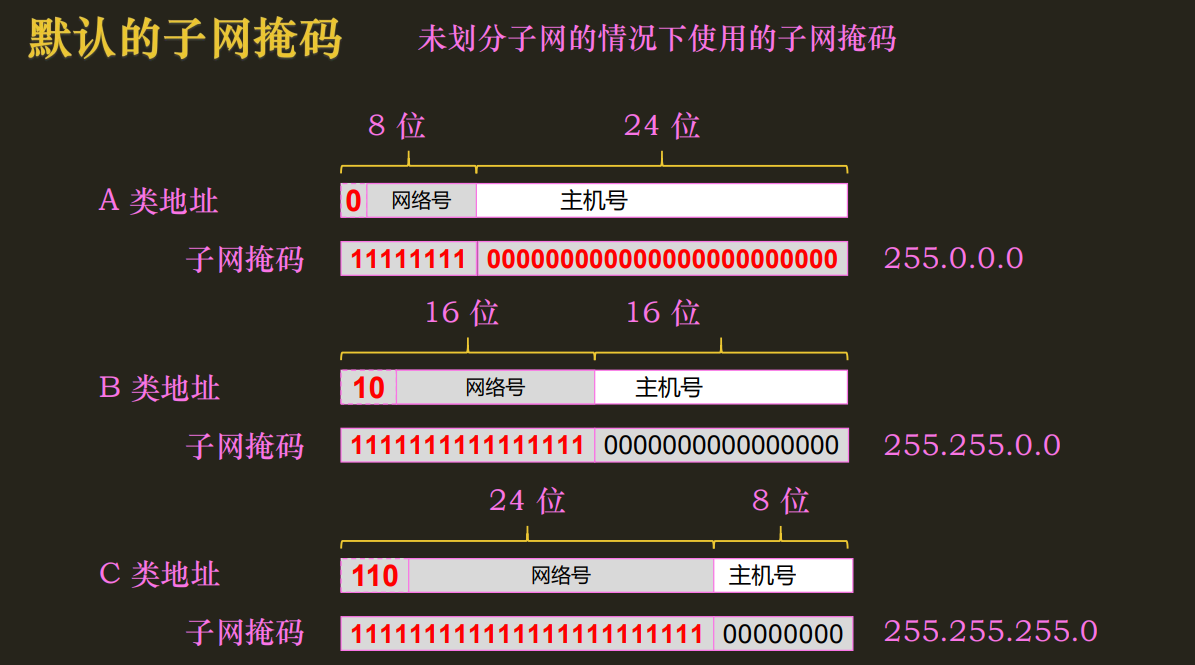 默认的子网掩码 未划分子网的情况下使用的子网掩码
8 位 24 位
A 类地址 0 网络号 主机号
子网掩码 11111111 000000000000000000000000 255.0.0.0
16 位 16 位
B 类地址 10 网络号 主机号
子网掩码 1111111111111111 0000000000000000 255.255.0.0
24 位 8 位
C 类地址 110 网络号 主机号
子网掩码 111111111111111111111111 00000000 255.255.255.0